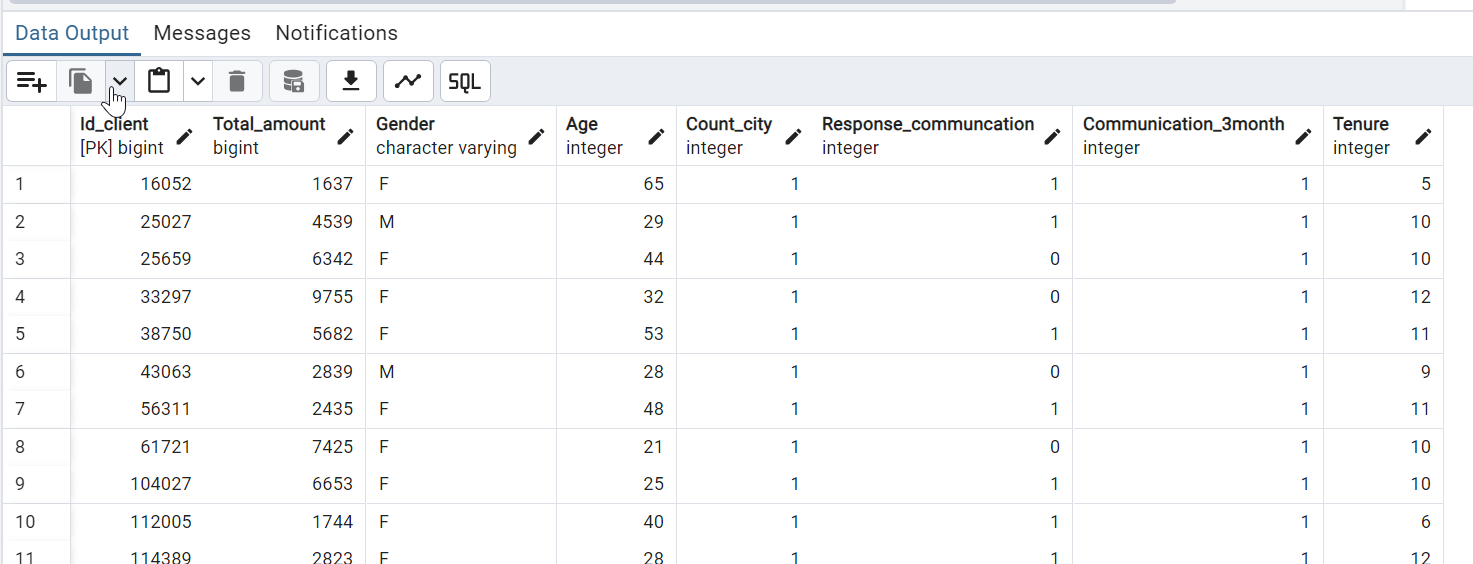 Data Output Messages Notifications
SQL
Id_client Total_amount Gender Age Count_city Response_communcation Communication_3month Tenure
[PK] bigint bigint character varying integer integer integer integer integer
1 16052 1637 F 65 1 1 1 5
2 25027 4539 M 29 1 1 1 10
3 25659 6342 F 44 1 0 1 10
4 33297 9755 F 32 1 0 1 12
5 38750 5682 F 53 1 1 1 11
6 43063 2839 M 28 1 0 1 9
7 56311 2435 F 48 1 1 1 11
8 61721 7425 F 21 1 0 1 10
9 104027 6653 F 25 1 1 1 10
10 112005 1744 F 40 1 1 1 6
11 114389 2823 F 28 1 1 1 12